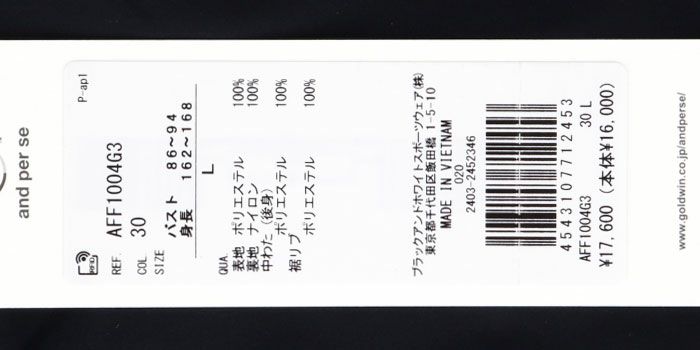 and per se
P-ap1
RFID
REF. AFF1004G3
COL. 30
SIZE バスト 86~94
身長 162~168
L
QUA.
表地 ポリエステル 100%
裏地 ナイロン 100%
中わた(後身)
ポリエステル 100%
裾リブ
ポリエステル 100%
ブラックアンドホワイトスポーツウェア(株)
東京都千代田区飯田橋 1-5-10
MADE IN VIETNAM
020
2403-2452346
4543107712453
AFF1004G3 30 L
¥17,600 (本体¥16,000)
www.goldwin.co.jp/andperse/